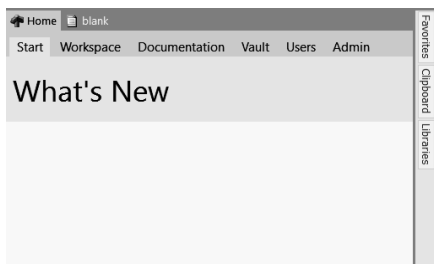 Home blank
Start Workspace Documentation Vault Users Admin
What's New
Favorites
Clipboard
Libraries